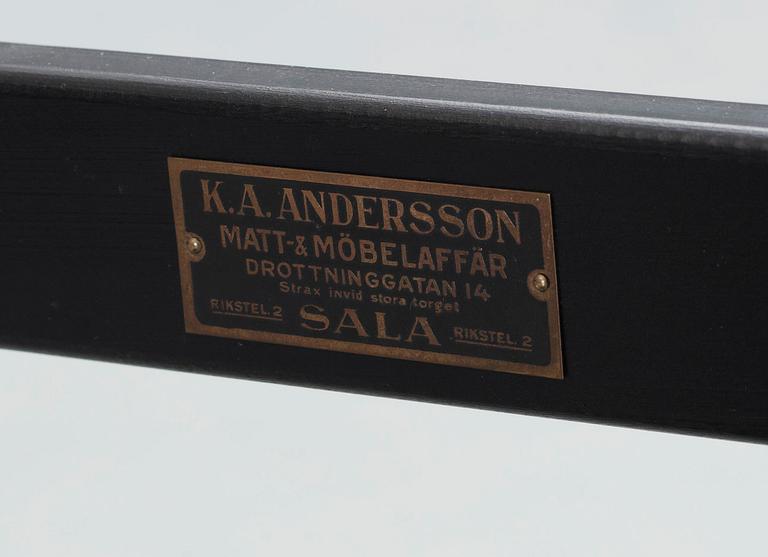 K.A. ANDERSSON
MATT-& MÖBELAFFÄR
DROTTNINGGATAN 14
Strax invid stora torget
RIKSTEL. 2 SALA RIKSTEL. 2